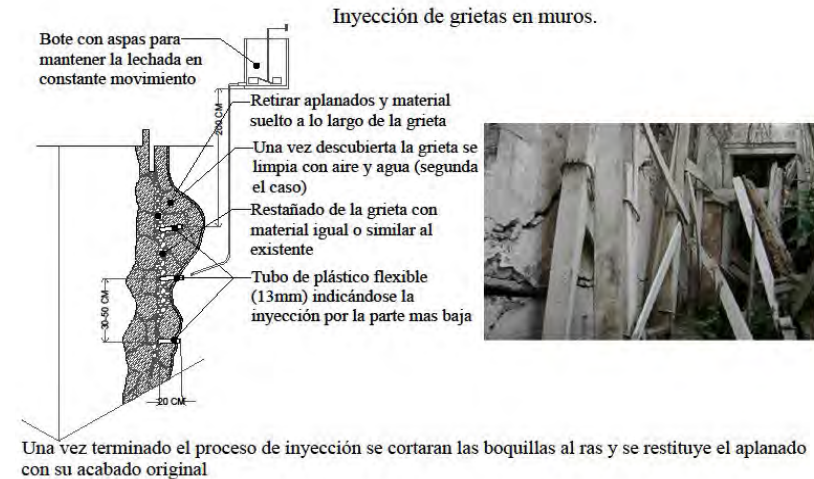 Inyección de grietas en muros.
Bote con aspas para
mantener la lechada en
constante movimiento
200 CM
Retirar aplanados y material
suelto a lo largo de la grieta
Una vez descubierta la grieta se
limpia con aire y agua (segunda
el caso)
Restañado de la grieta con
material igual o similar al
existente
Tubo de plástico flexible
(13mm) indicándose la
inyección por la parte mas baja
30-50 CM
20 CM
Una vez terminado el proceso de inyección se cortaran las boquillas al ras y se restituye el aplanado
con su acabado original